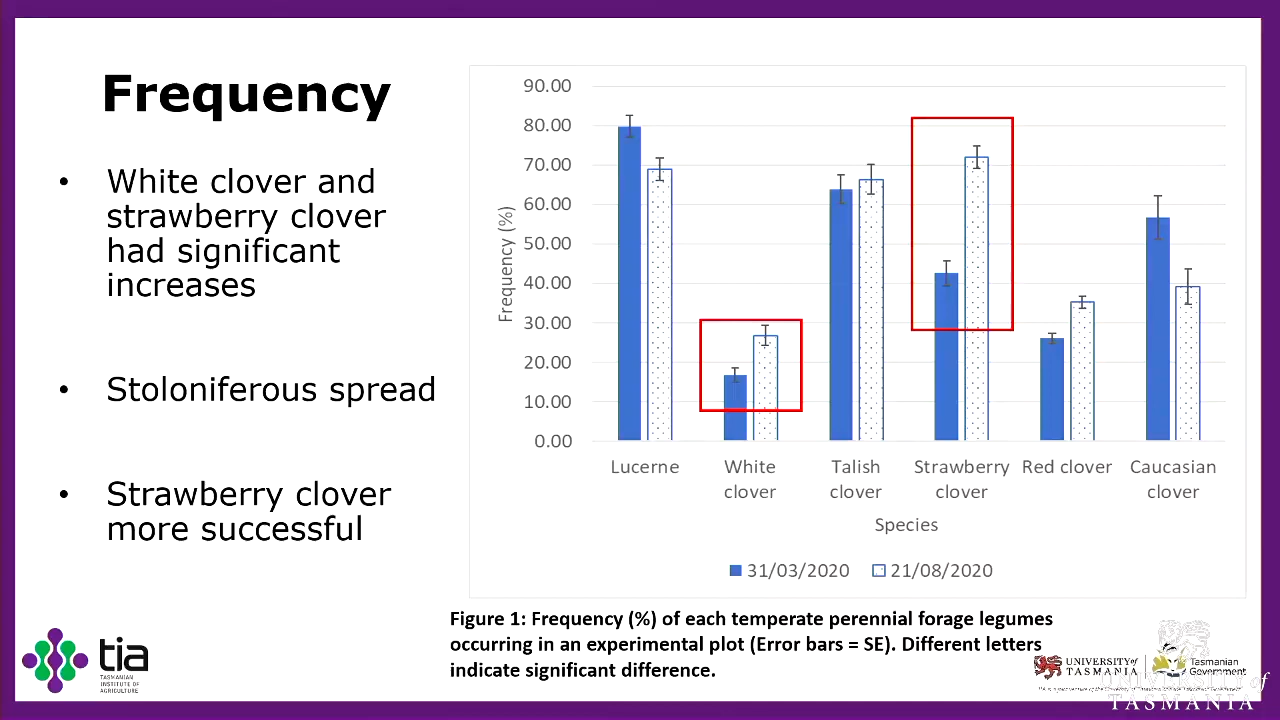 Frequency
• White clover and
strawberry clover
had significant
increases
• Stoloniferous spread
• Strawberry clover
more successful
90.00
80.00
70.00
60.00
50.00
40.00
30.00
20.00
10.00
0.00
Frequency (%)
Lucerne
White clover
Talish clover
Strawberry clover
Red clover
Caucasian clover
Species
31/03/2020
21/08/2020
Figure 1: Frequency (%) of each temperate perennial forage legumes
occurring in an experimental plot (Error bars = SE). Different letters
indicate significant difference.
tia
TASMANIAN
INSTITUTE OF
AGRICULTURE
UNIVERSITY of
TASMANIA
Tasmanian
Government
UNIVERSITY of
TASMANIA